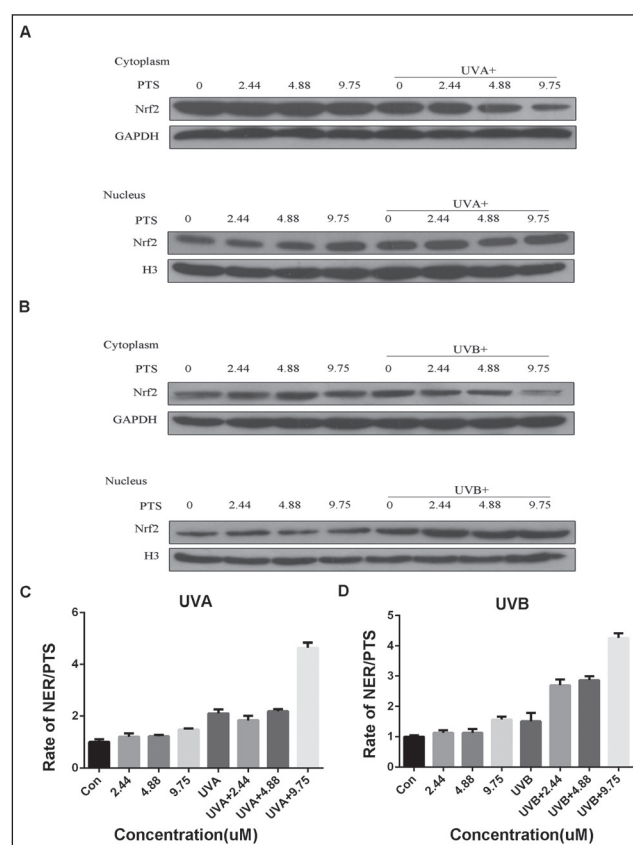 A
Cytoplasm
UVA+
PTS 0 2.44 4.88 9.75 0 2.44 4.88 9.75
Nrf2
GAPDH
Nucleus
UVA+
PTS 0 2.44 4.88 9.75 0 2.44 4.88 9.75
Nrf2
H3
B
Cytoplasm
UVB+
PTS 0 2.44 4.88 9.75 0 2.44 4.88 9.75
Nrf2
GAPDH
Nucleus
UVB+
PTS 0 2.44 4.88 9.75 0 2.44 4.88 9.75
Nrf2
H3
C
UVA
Rate of NER/PTS
6
4
2
0
Con 2.44 4.88 9.75 UVA UVA+2.44 UVA+4.88 UVA+9.75
Concentration(uM)
D
UVB
Rate of NER/PTS
5
4
3
2
1
0
Con 2.44 4.88 9.75 UVB UVB+2.44 UVB+4.88 UVB+9.75
Concentration(uM)